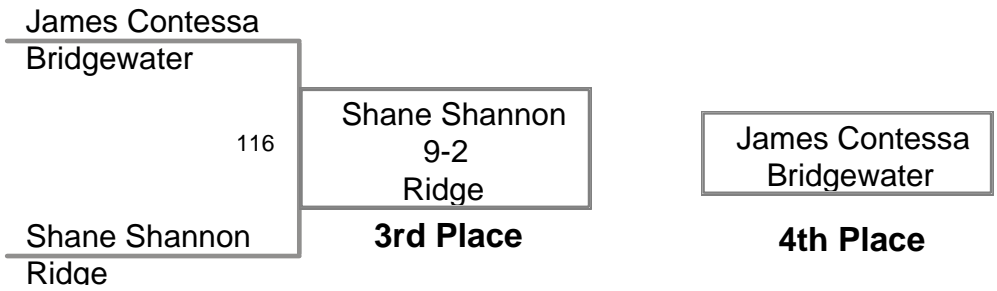 James Contessa
Bridgewater
116
Shane Shannon
9-2
Ridge
3rd Place
Shane Shannon
Ridge
James Contessa
Bridgewater
4th Place